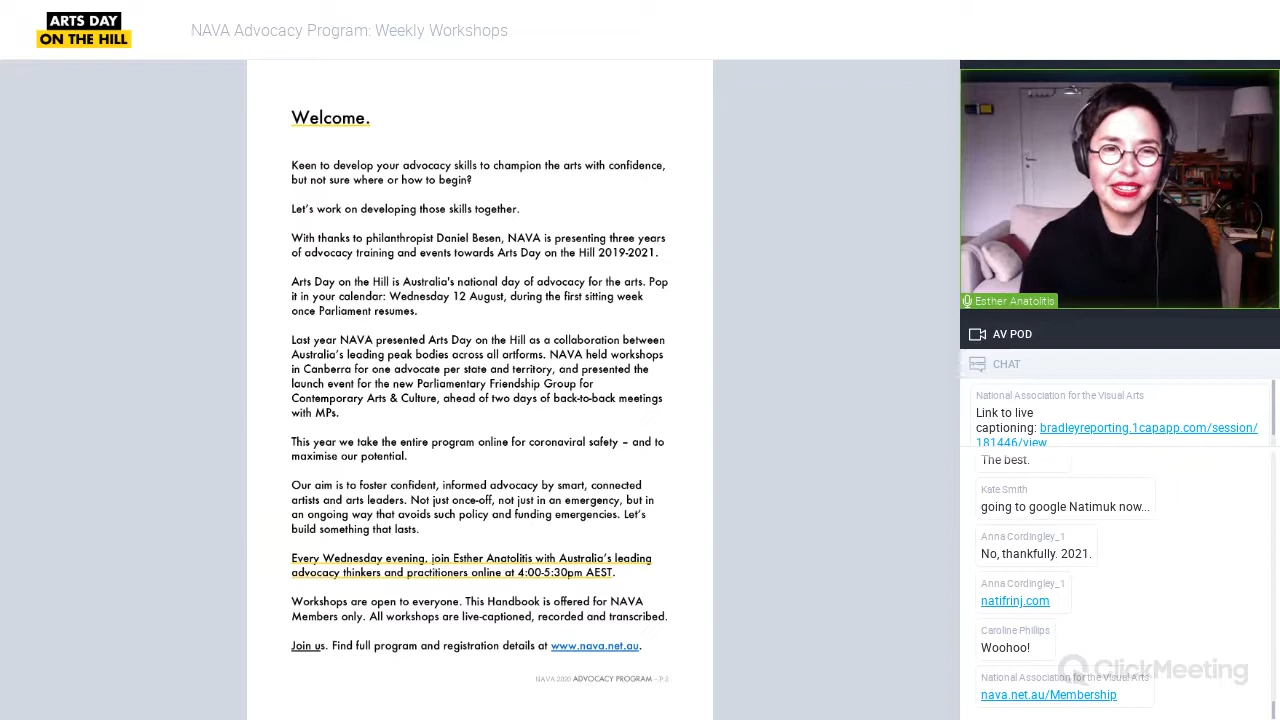 ARTS DAY
ON THE HILL
NAVA Advocacy Program: Weekly Workshops
Welcome.
Keen to develop your advocacy skills to champion the arts with confidence,
but not sure where or how to begin?
Let's work on developing those skills together.
With thanks to philanthropist Daniel Besen, NAVA is presenting three years
of advocacy training and events towards Arts Day on the Hill 2019-2021.
Arts Day on the Hill is Australia's national day of advocacy for the arts. Pop
it in your calendar: Wednesday 12 August, during the first sitting week
once Parliament resumes.
Last year NAVA presented Arts Day on the Hill as a collaboration between
Australia's leading peak bodies across all artforms. NAVA held workshops
in Canberra for one advocate per state and territory, and presented the
launch event for the new Parliamentary Friendship Group for
Contemporary Arts & Culture, ahead of two days of back-to-back meetings
with MPs.
This year we take the entire program online for coronaviral safety – and to
maximise our potential.
Our aim is to foster confident, informed advocacy by smart, connected
artists and arts leaders. Not just once-off, not just in an emergency, but in
an ongoing way that avoids such policy and funding emergencies. Let's
build something that lasts.
Every Wednesday evening, join Esther Anatolitis with Australia's leading
advocacy thinkers and practitioners online at 4:00-5:30pm AEST.
Workshops are open to everyone. This Handbook is offered for NAVA
Members only. All workshops are live-captioned, recorded and transcribed.
Join us. Find full program and registration details at www.nava.net.au.
NAVA 2020 ADVOCACY PROGRAM – P.2
Esther Anatolitis
AV POD
CHAT
National Association for the Visual Arts
Link to live
captioning: bradleyreporting.1capapp.com/session/
181446/view
The best.
Kate Smith
going to google Natimuk now...
Anna Cordingley_1
No, thankfully. 2021.
Anna Cordingley_1
natifrinj.com
Caroline Phillips
Woohoo!
National Association for the Visual Arts
nava.net.au/Membership
ClickMeeting